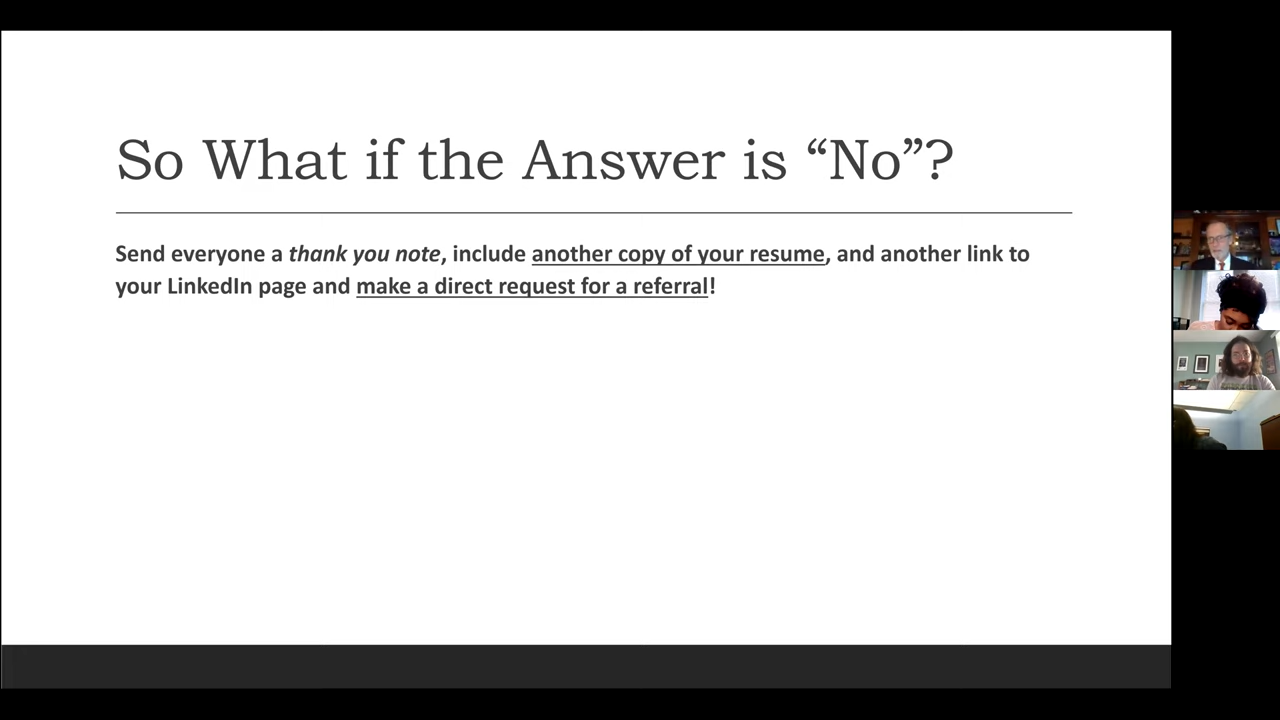 So What if the Answer is “No”?
Send everyone a thank you note, include another copy of your resume, and another link to
your LinkedIn page and make a direct request for a referral!